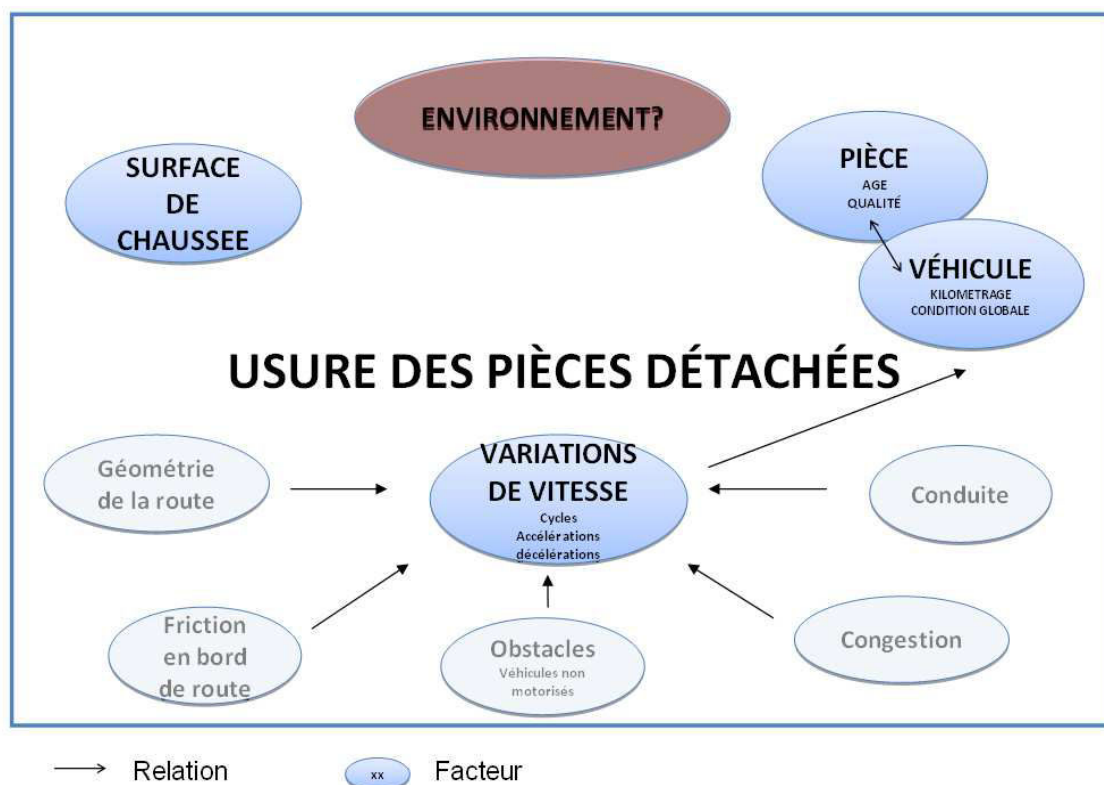 ENVIRONNEMENT?
SURFACE
DE
CHAUSSEE
PIÈCE
AGE
QUALITÉ
VÉHICULE
KILOMETRAGE
CONDITION GLOBALE
USURE DES PIÈCES DÉTACHÉES
Géométrie
de la route
VARIATIONS
DE VITESSE
Cycles
Accélérations
décélérations
Conduite
Friction
en bord
de route
Obstacles
Véhicules non
motorisés
Congestion
Relation
xx
Facteur